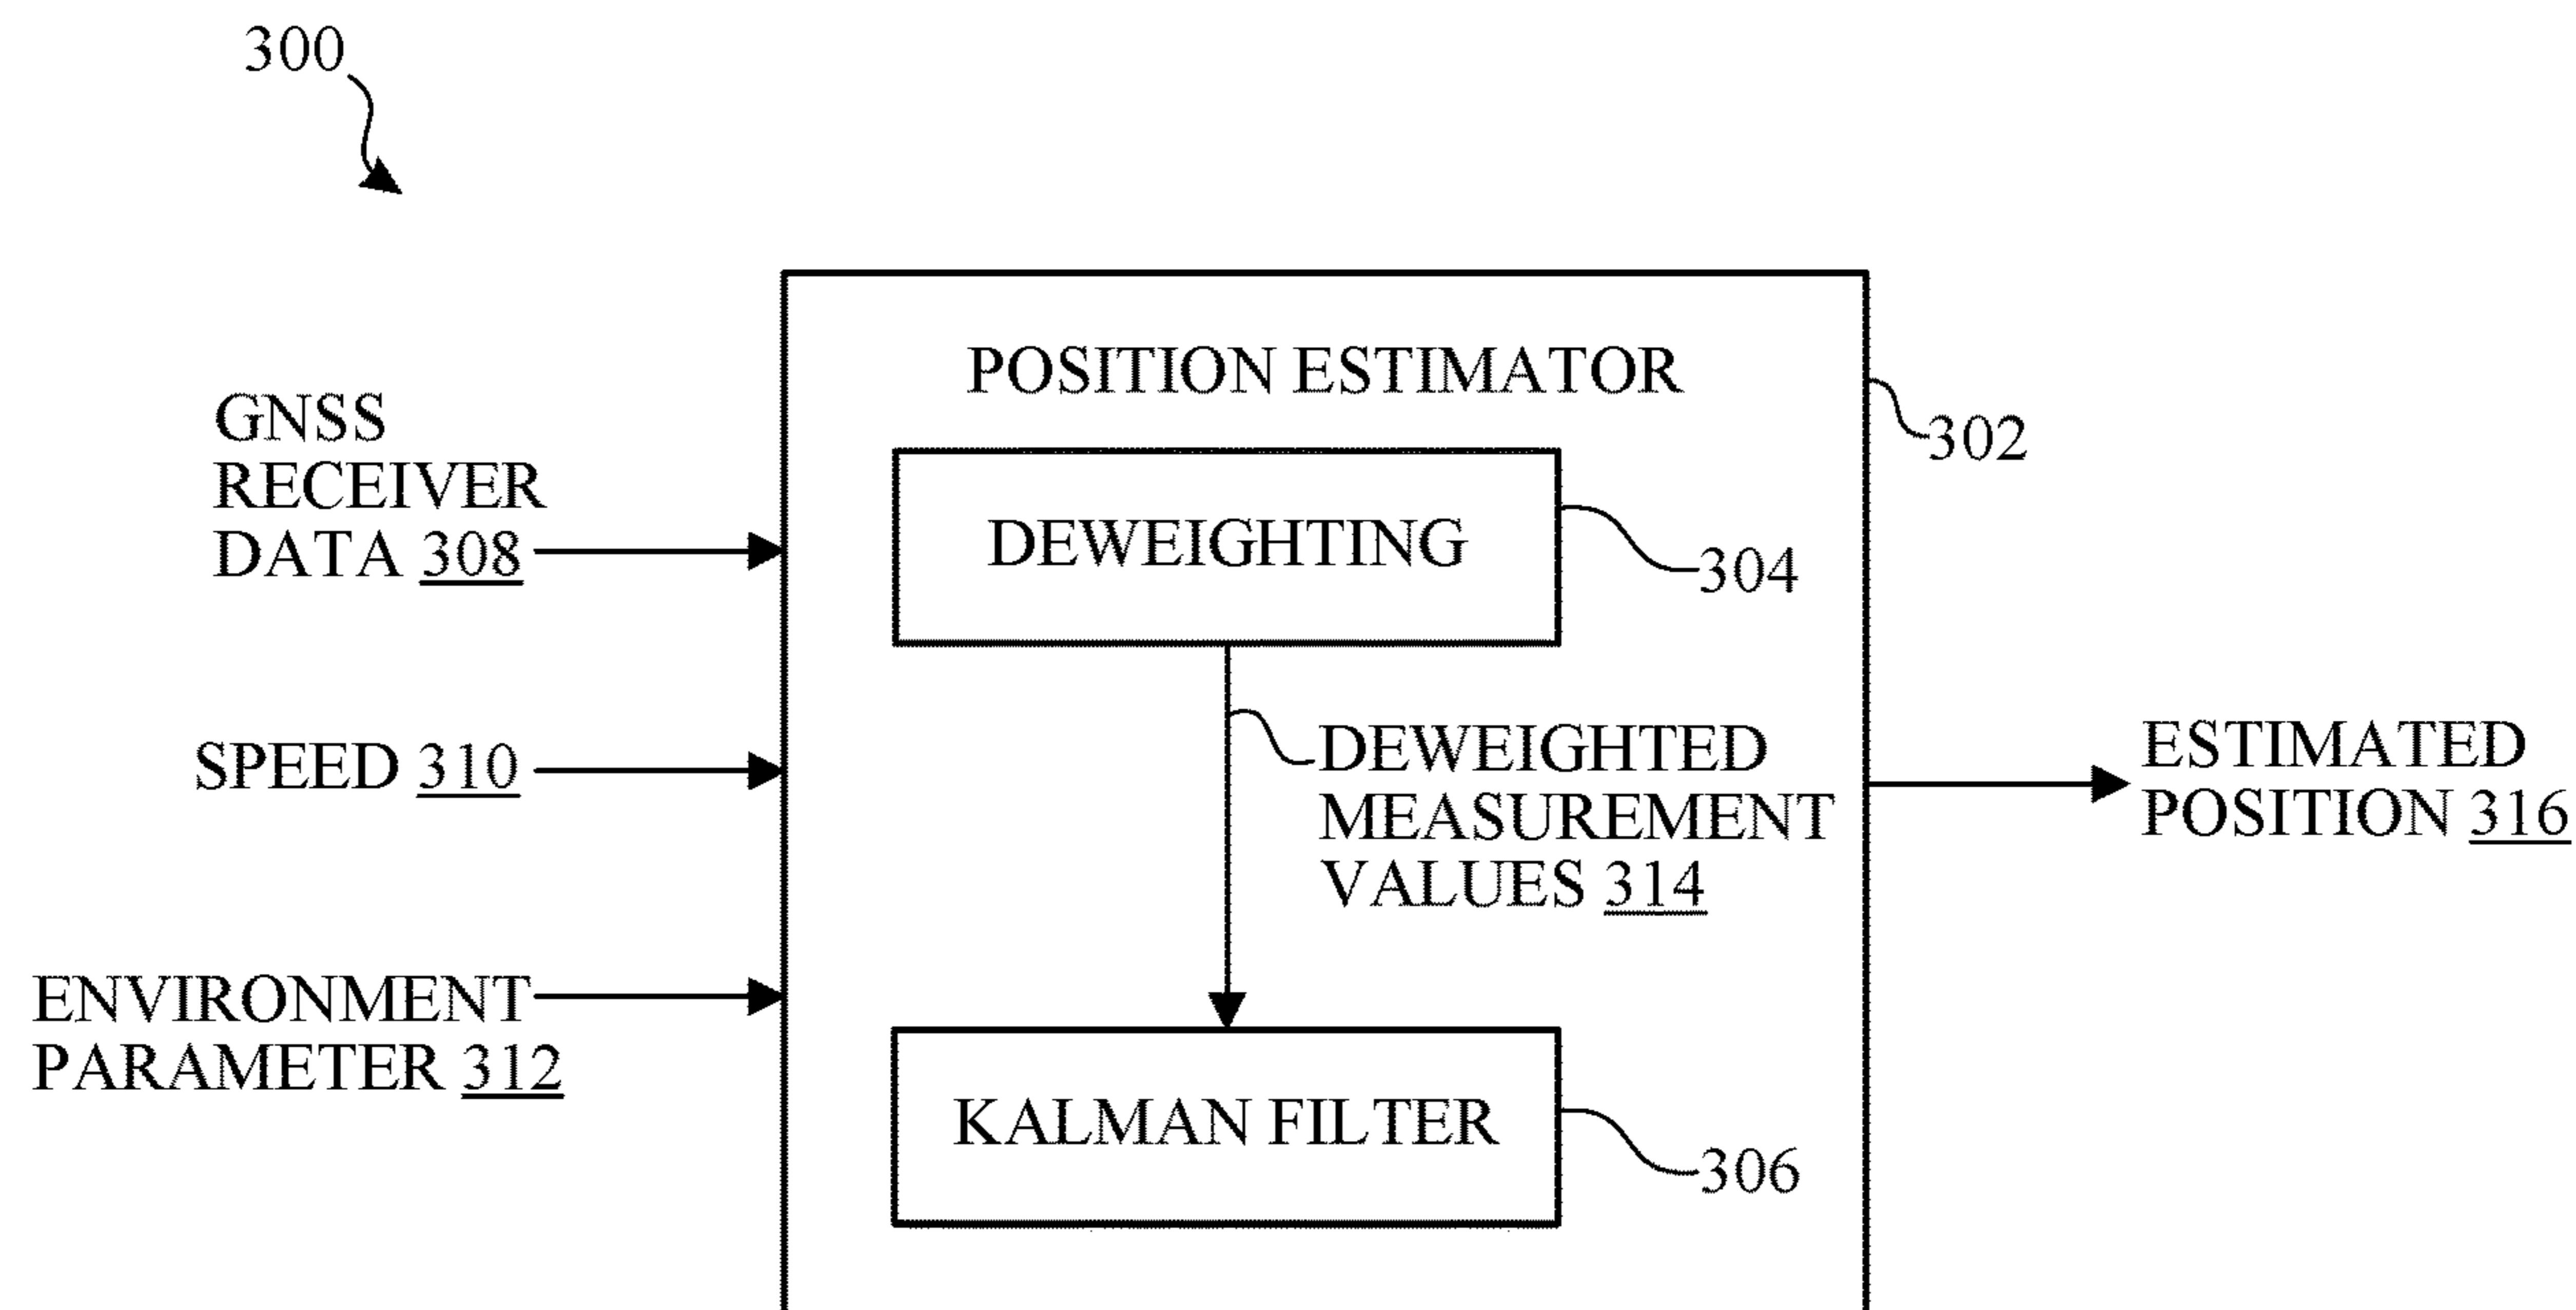 300
POSITION ESTIMATOR
302
GNSS
RECEIVER
DATA 308
DEWEIGHTING
304
SPEED 310
DEWEIGHTED
MEASUREMENT
VALUES 314
ESTIMATED
POSITION 316
ENVIRONMENT
PARAMETER 312
KALMAN FILTER
306